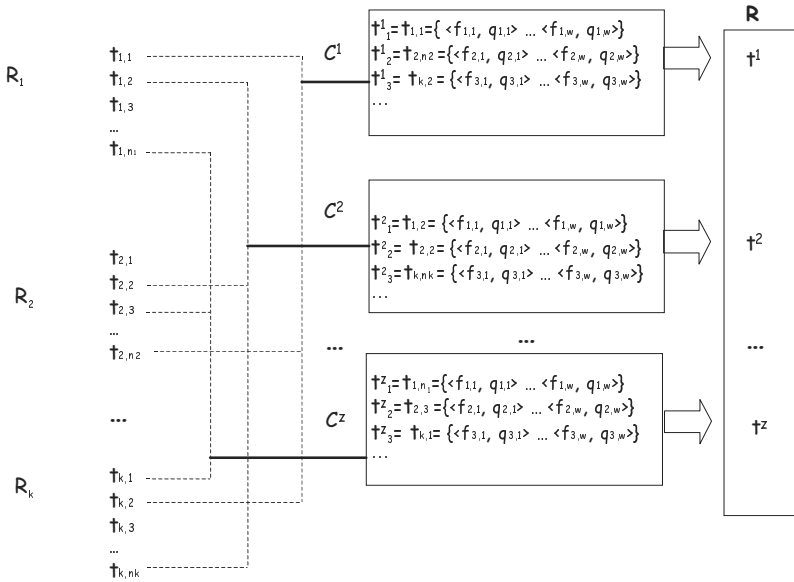 R
R₁
t₁,₁
t₁,₂
t₁,₃
...
t₁,ₙ₁
C¹
t¹₁=t₁,₁={ <f₁,₁, q₁,₁> ... <f₁,w, q₁,w>}
t¹₂=t₂,n₂ ={<f₂,₁, q₂,₁> ... <f₂,w, q₂,w>}
t¹₃= tₖ,₂ ={<f₃,₁, q₃,₁> ... <f₃,w, q₃,w>}
...
t¹
R₂
t₂,₁
t₂,₂
t₂,₃
...
t₂,n₂
C²
t²₁=t₁,₂= {<f₁,₁, q₁,₁> ... <f₁,w, q₁,w>}
t²₂= t₂,₂ = {<f₂,₁, q₂,₁> ... <f₂,w, q₂,w>}
t²₃=tₖ,nk = {<f₃,₁, q₃,₁> ... <f₃,w, q₃,w>}
...
t²
...
...
...
...
Rₖ
tₖ,₁
tₖ,₂
tₖ,₃
...
tₖ,nk
Cᶻ
tᶻ₁=t₁,n₁={<f₁,₁, q₁,₁> ... <f₁,w, q₁,w>}
tᶻ₂=t₂,₃ ={<f₂,₁, q₂,₁> ... <f₂,w, q₂,w>}
tᶻ₃= tₖ,₁ ={<f₃,₁, q₃,₁> ... <f₃,w, q₃,w>}
...
tᶻ